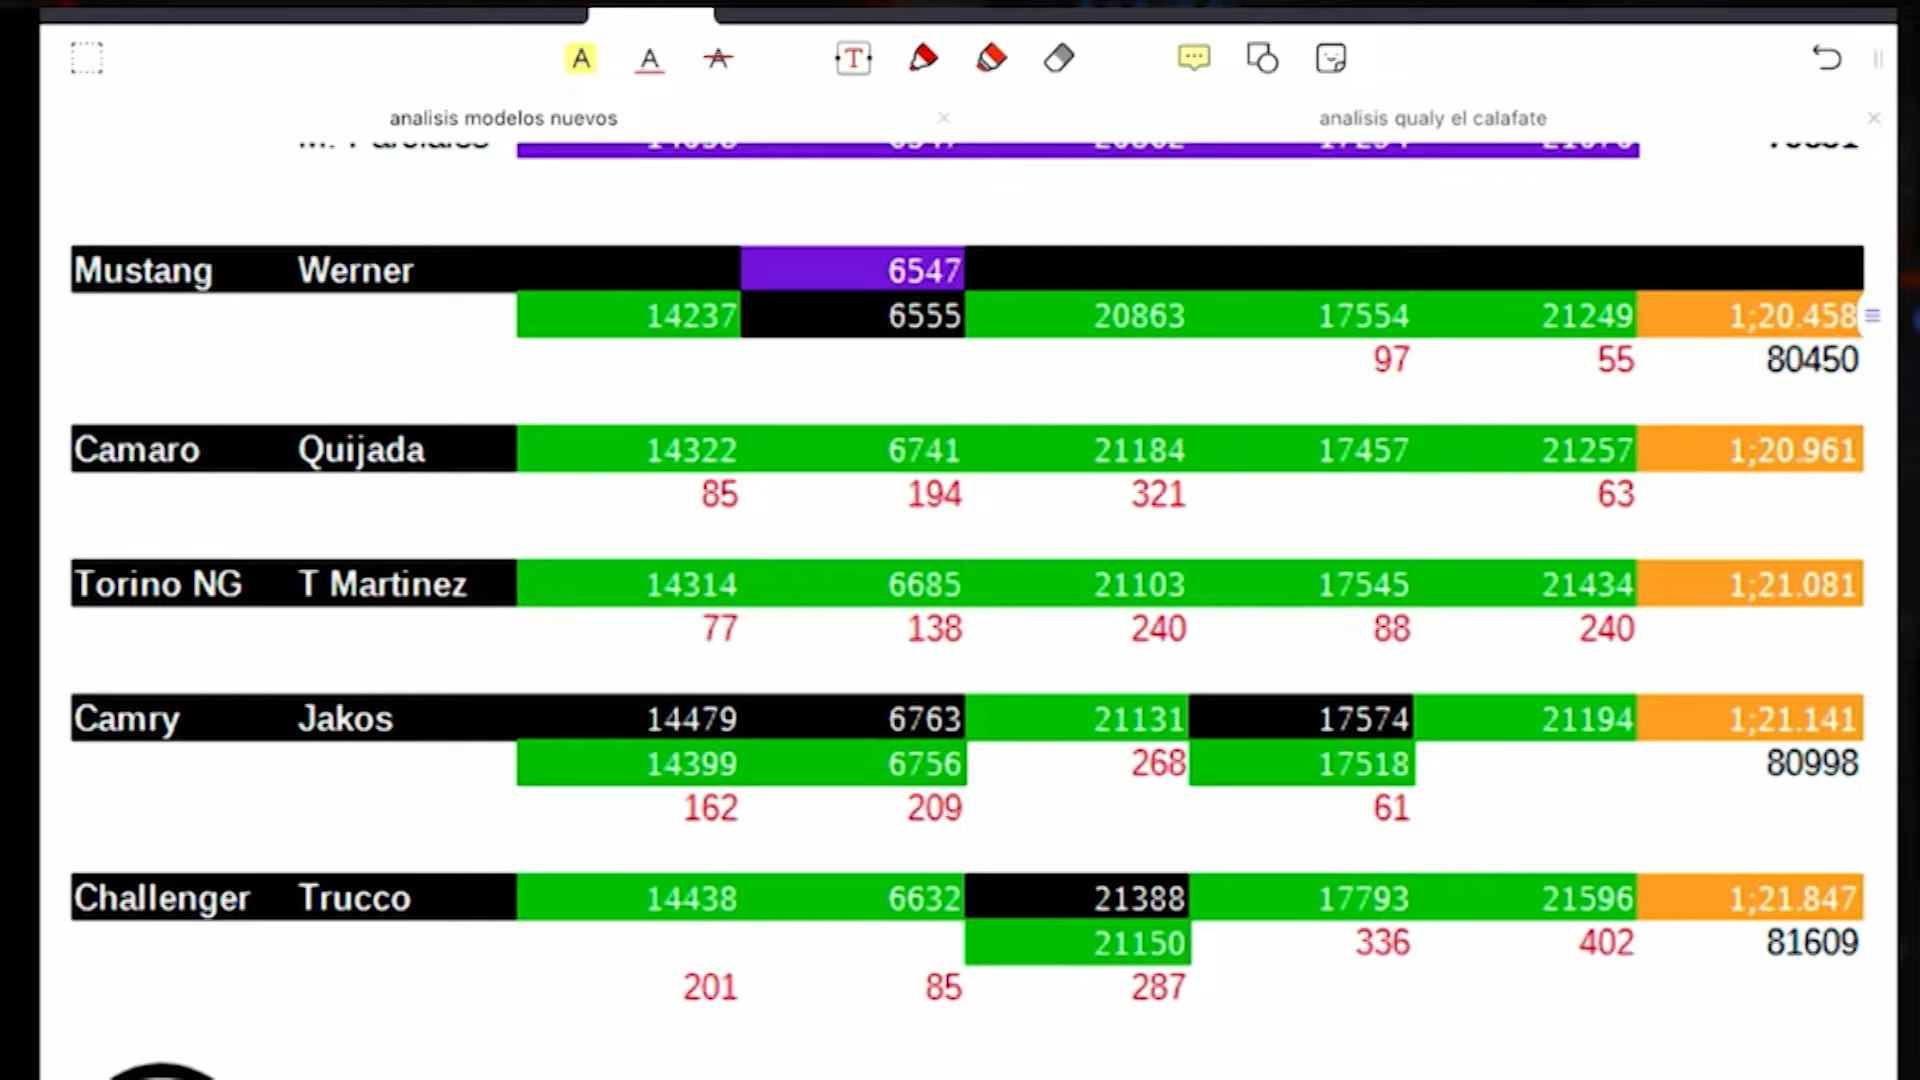 A A A T
analisis modelos nuevos analisis qualy el calafate
Mustang Werner 6547
14237 6555 20863 17554 21249 1;20.458
97 55 80450
Camaro Quijada 14322 6741 21184 17457 21257 1;20.961
85 194 321 63
Torino NG T Martinez 14314 6685 21103 17545 21434 1;21.081
77 138 240 88 240
Camry Jakos 14479 6763 21131 17574 21194 1;21.141
14399 6756 268 17518 80998
162 209 61
Challenger Trucco 14438 6632 21388 17793 21596 1;21.847
21150 336 402 81609
201 85 287